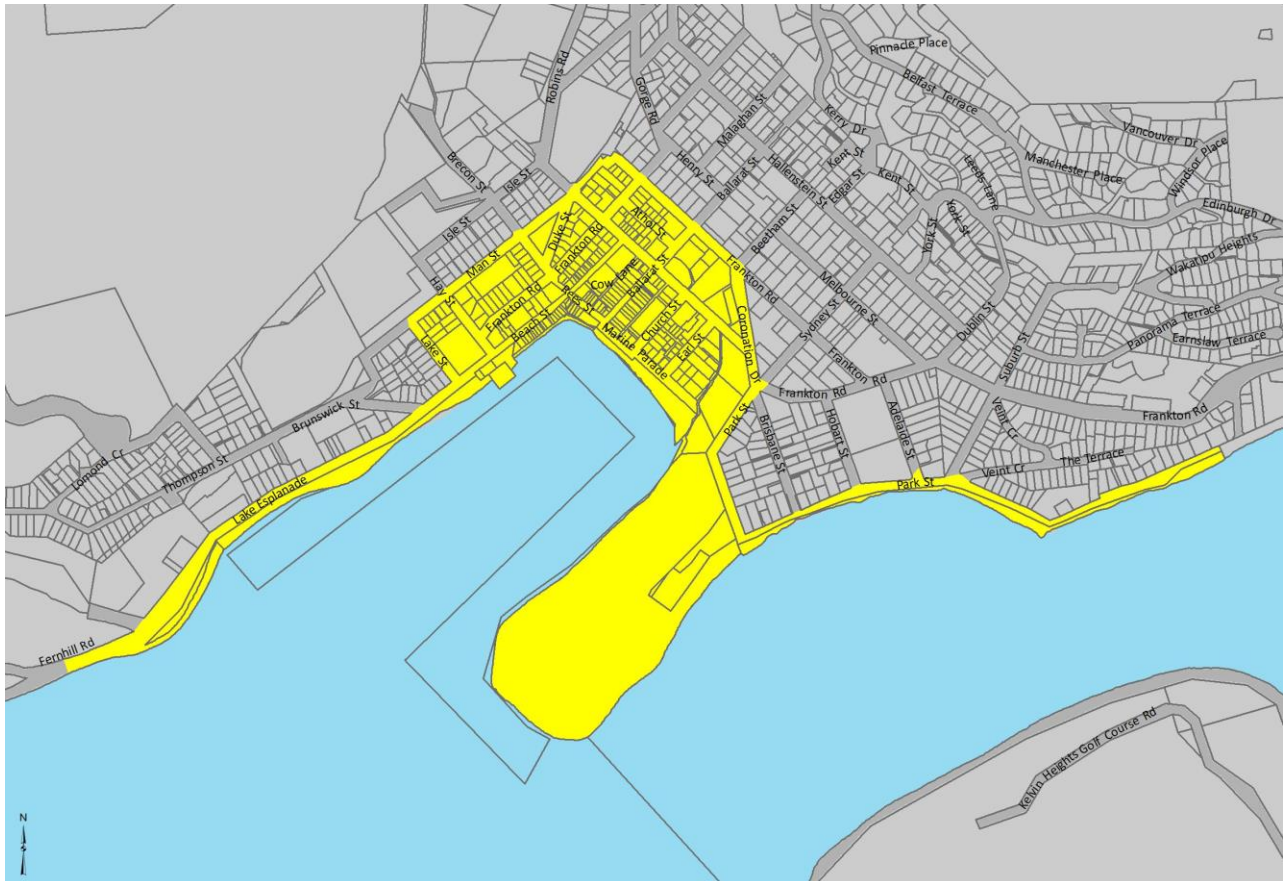 Pinnacle Place
Belfast Terrace
Robins Rd
Gorge Rd
Malaghan St
Kerry Dr
Vancouver Dr
Windsor Place
Manchester Place
Leeds Lane
Kent St
Kent St
Edgar St
Hallenstein St
Henry St
Ballarat St
Brecon St
Isle St
Isle St
York St
York St
Edinburgh Dr
Wakatipu Heights
Beetham St
Athol St
Duke St
Frankton Rd
Man St
Hay St
Frankton Rd
Cow Lane
Ballarat St
Rees St
Beach St
Lake St
Marine Parade
Church St
Earl St
Coronation Dr
Frankton Rd
Melbourne St
Sydney St
Dublin St
Suburb St
Panorama Terrace
Earnslaw Terrace
Frankton Rd
Frankton Rd
Frankton Rd
Park St
Brisbane St
Hobart St
Adelaide St
Veint Cr
Veint Cr
The Terrace
Park St
Brunswick St
Thompson St
Lomond Cr
Lake Esplanade
Fernhill Rd
Kelvin Heights Golf Course Rd
N